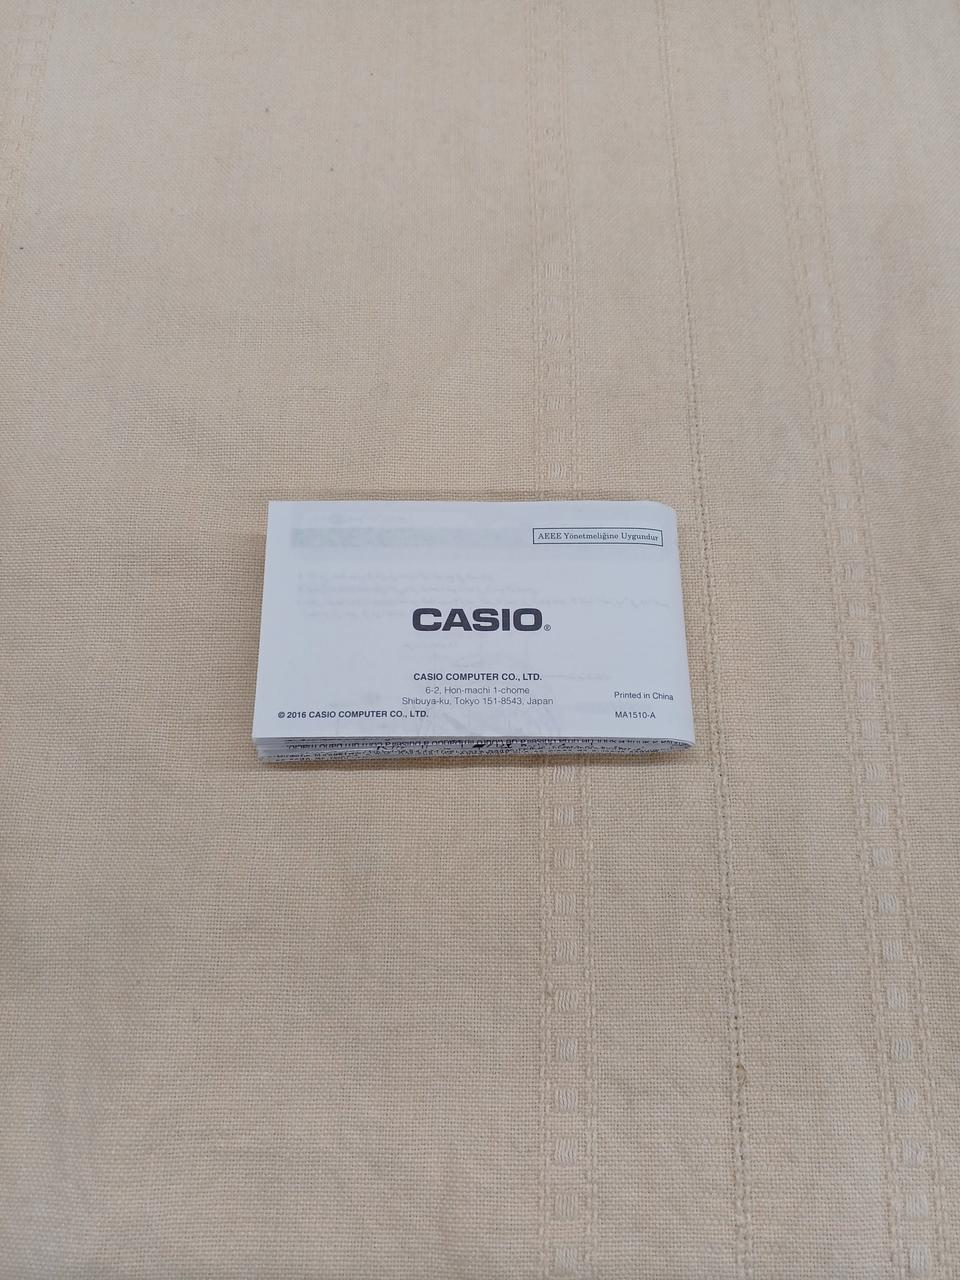 AEEE Yönetmeliğine Uygundur
CASIO®
CASIO COMPUTER CO., LTD.
6-2, Hon-machi 1-chome
Shibuya-ku, Tokyo 151-8543, Japan
Printed in China
© 2016 CASIO COMPUTER CO., LTD.
MA1510-A